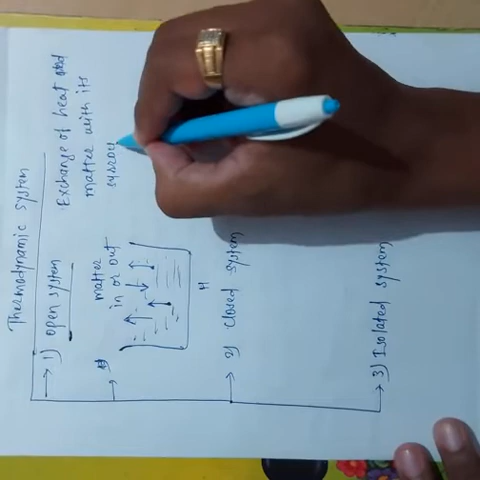 Thermodynamic system
1) open system
Exchange of heat and
matter with its
surrou
matter
in or out
H
2) closed system
3) Isolated system